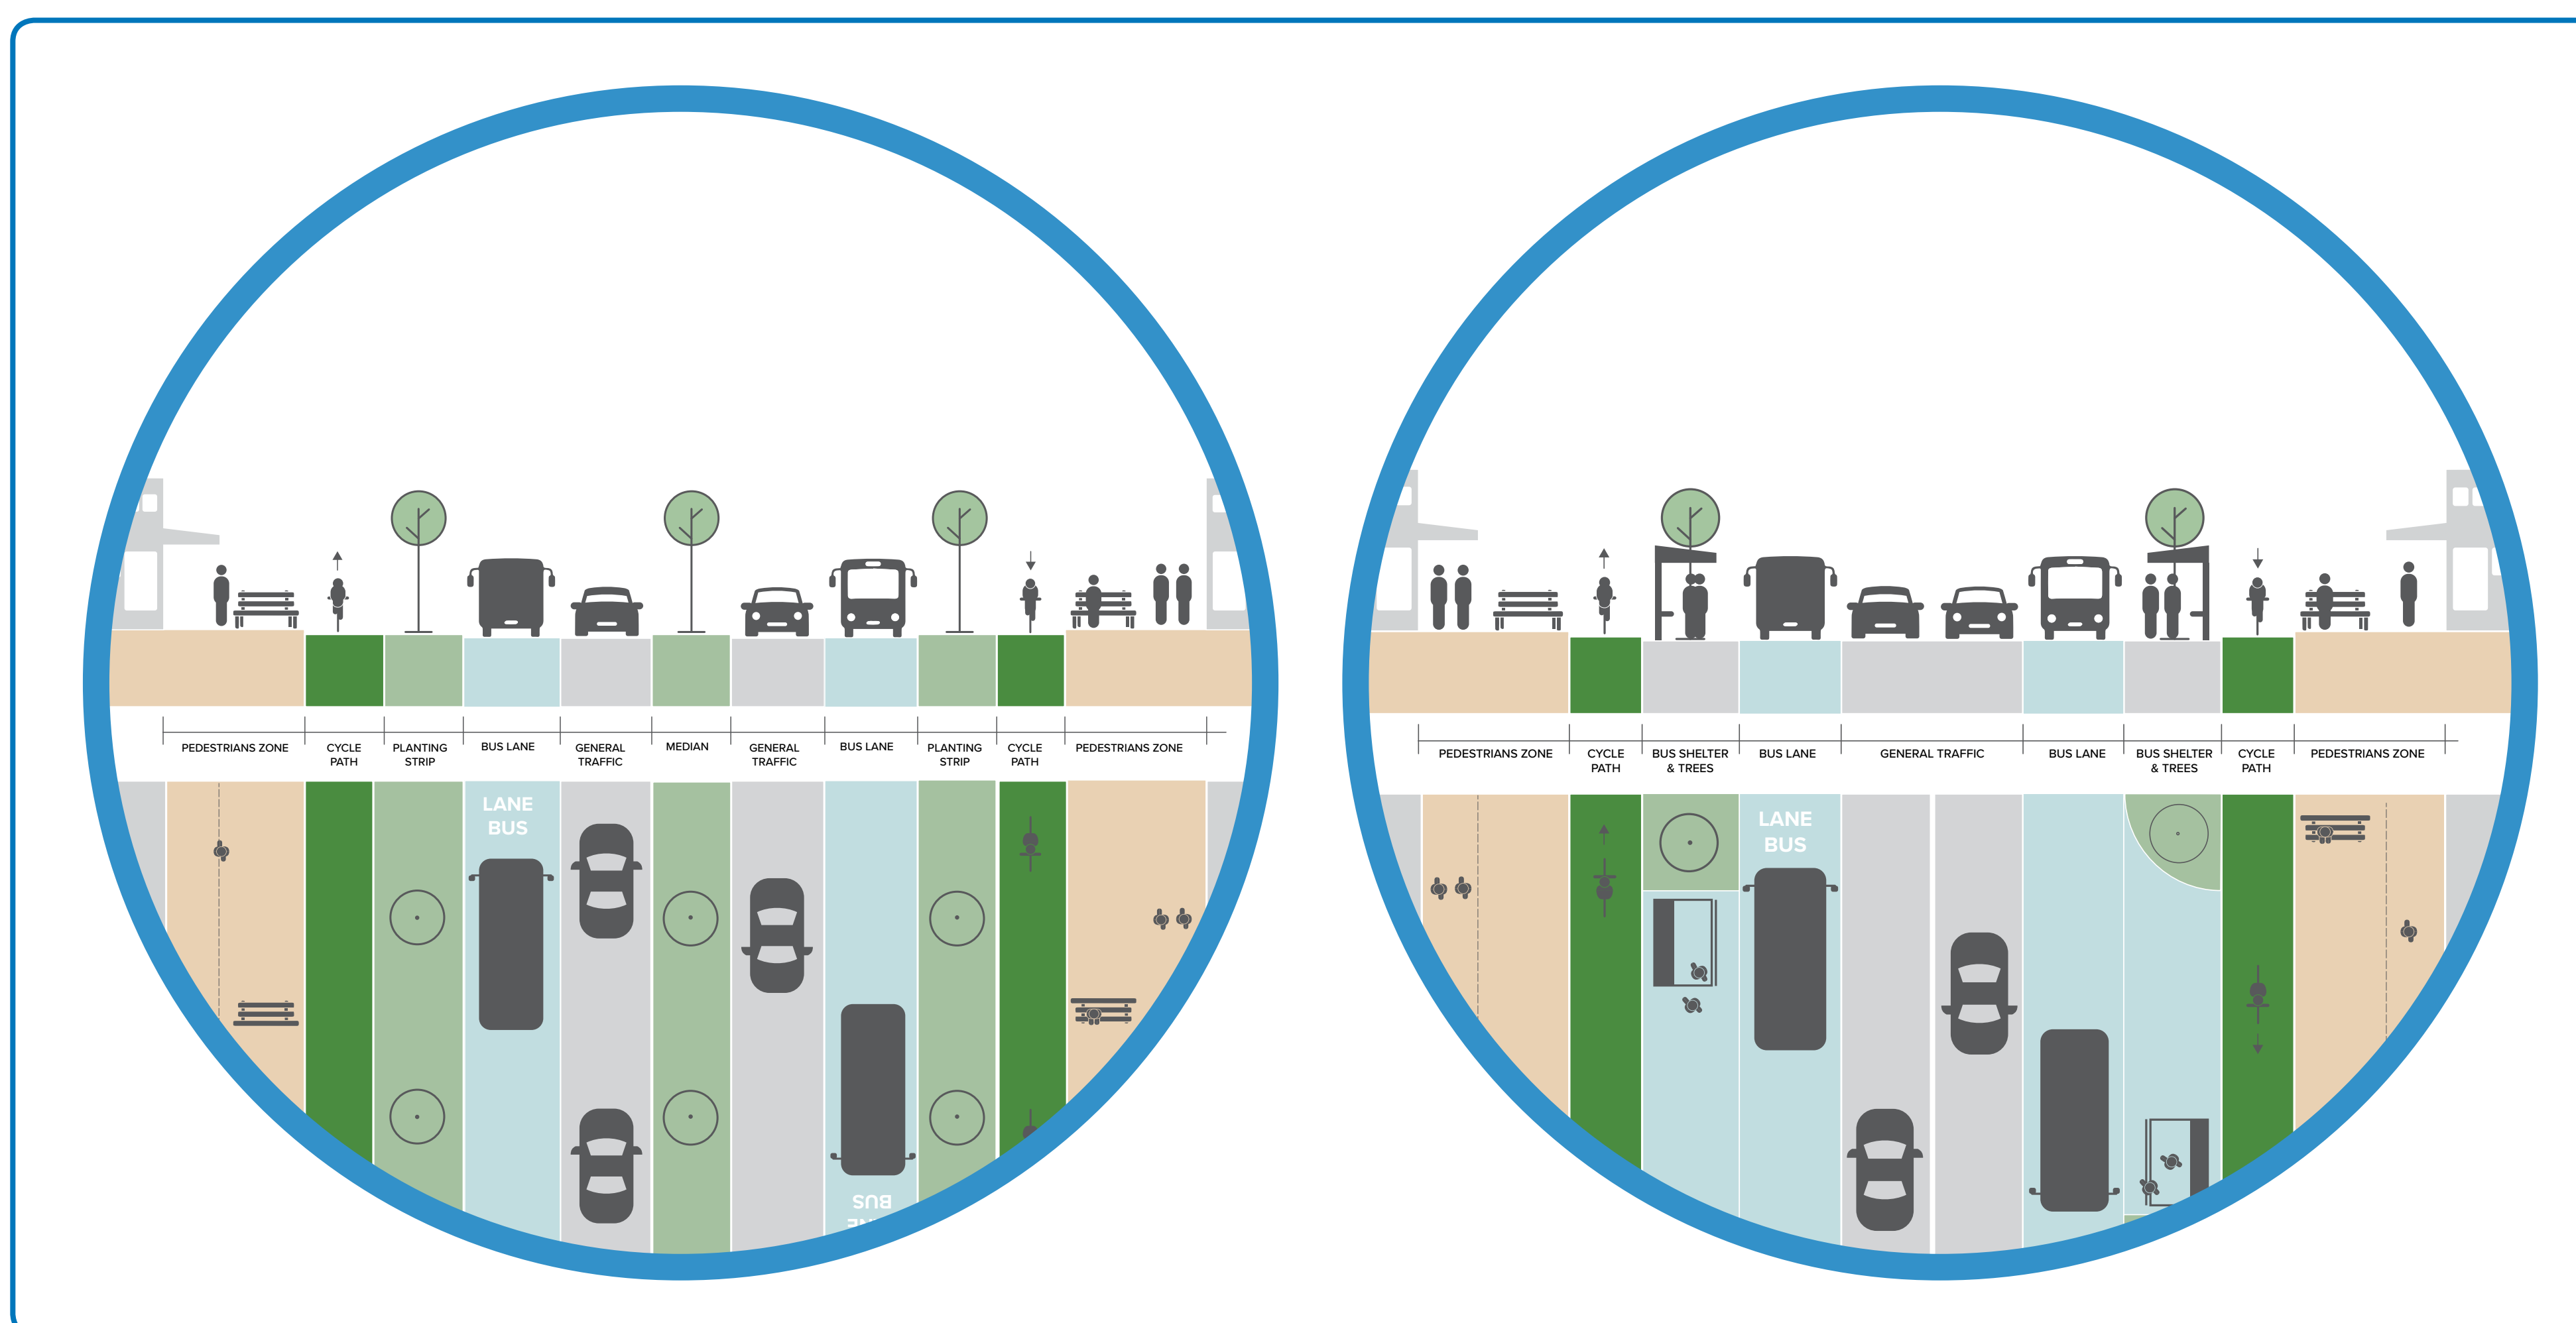 PEDESTRIANS ZONE
CYCLE
PATH
PLANTING
STRIP
BUS LANE
GENERAL
TRAFFIC
MEDIAN
GENERAL
TRAFFIC
BUS LANE
PLANTING
STRIP
CYCLE
PATH
PEDESTRIANS ZONE
LANE
BUS
BUS
PEDESTRIANS ZONE
CYCLE
PATH
BUS SHELTER
& TREES
BUS LANE
GENERAL TRAFFIC
BUS LANE
BUS SHELTER
& TREES
CYCLE
PATH
PEDESTRIANS ZONE
LANE
BUS